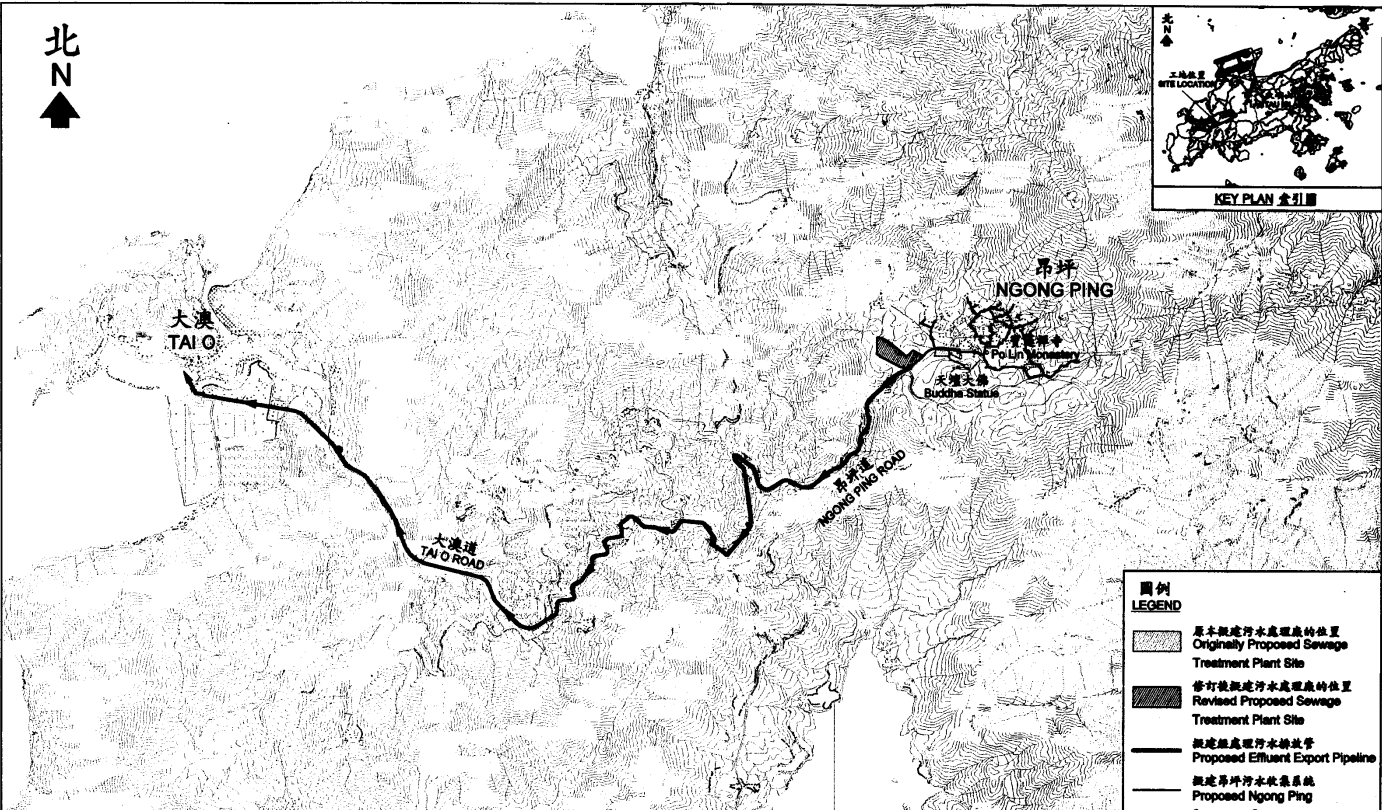 北
N
北
N
工地位置
SITE LOCATION
KEY PLAN 索引圖
昂坪
NGONG PING
大澳
TAI O
寶蓮禪寺
Po Lin Monastery
天壇大佛
Buddha Statue
昂坪道
NGONG PING ROAD
大澳道
TAI O ROAD
圖例
LEGEND
原本擬建污水處理廠的位置
Originally Proposed Sewage
Treatment Plant Site
修訂後擬建污水處理廠的位置
Revised Proposed Sewage
Treatment Plant Site
擬建經處理污水排放管
Proposed Effluent Export Pipeline
擬建昂坪污水收集系統
Proposed Ngong Ping